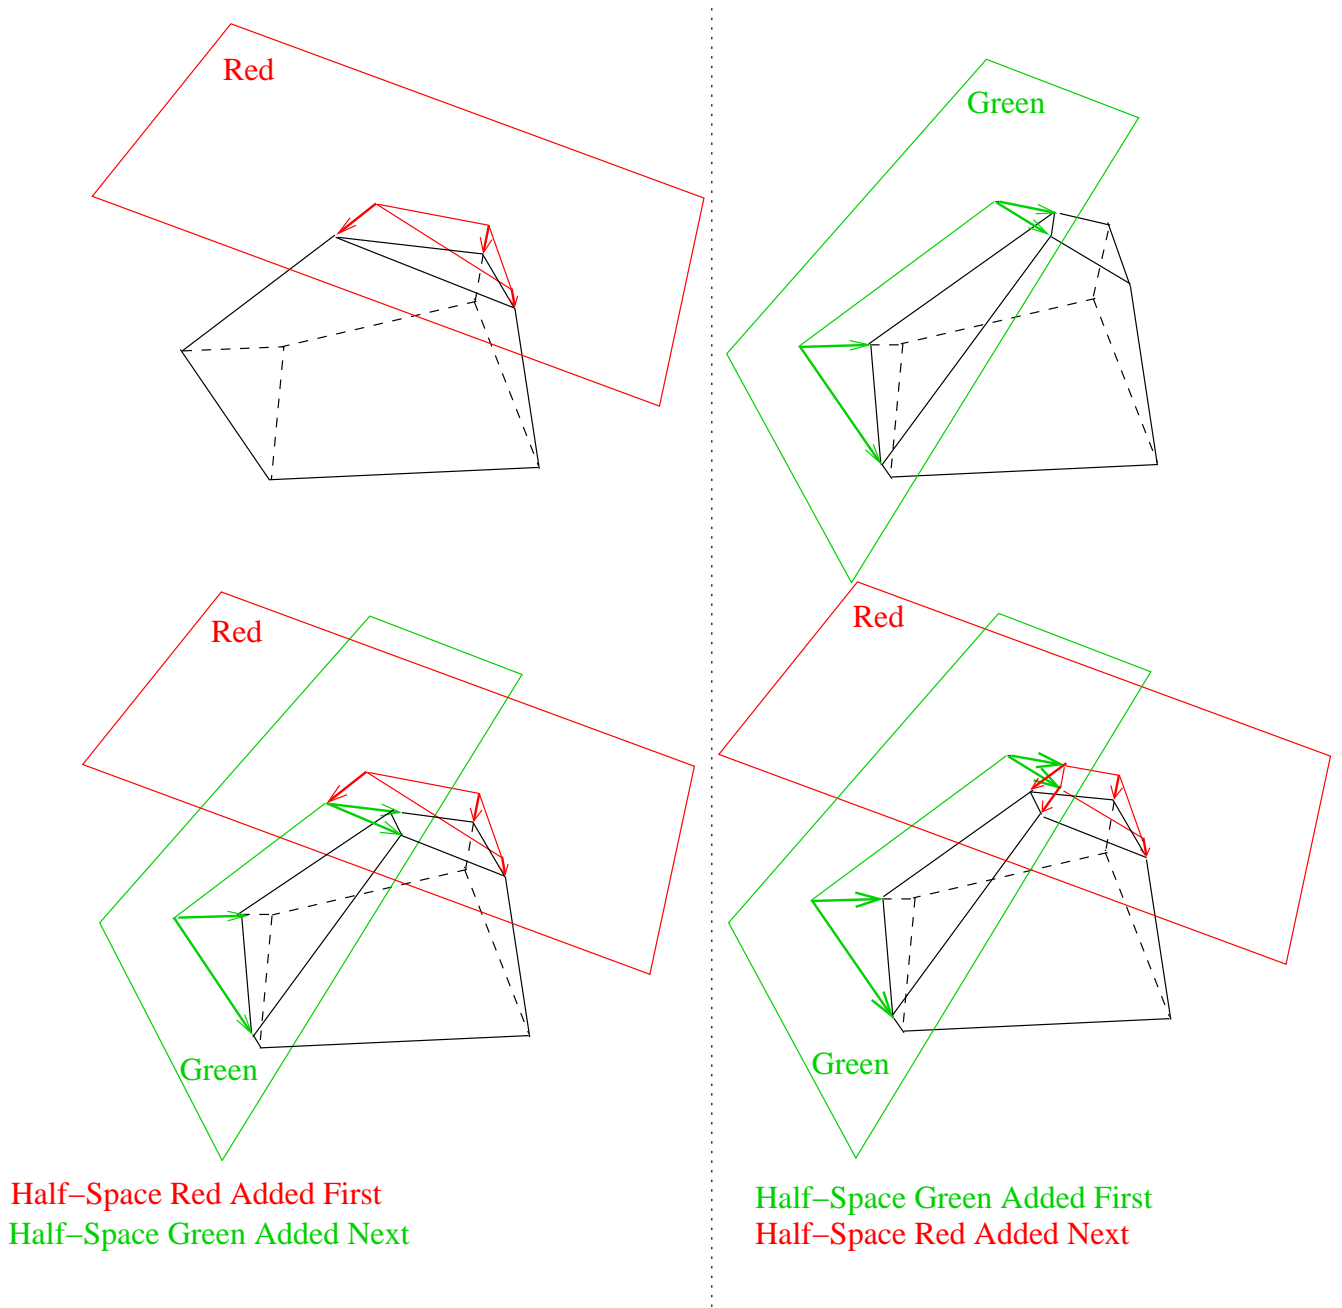 Red
Green
Red
Green
Half−Space Red Added First
Half−Space Green Added Next
Red
Green
Half−Space Green Added First
Half−Space Red Added Next